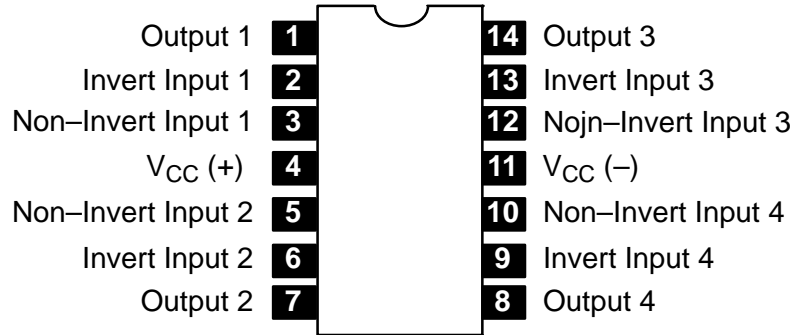 Output 1 1 14 Output 3
Invert Input 1 2 13 Invert Input 3
Non–Invert Input 1 3 12 Nojn–Invert Input 3
VCC (+) 4 11 VCC (–)
Non–Invert Input 2 5 10 Non–Invert Input 4
Invert Input 2 6 9 Invert Input 4
Output 2 7 8 Output 4